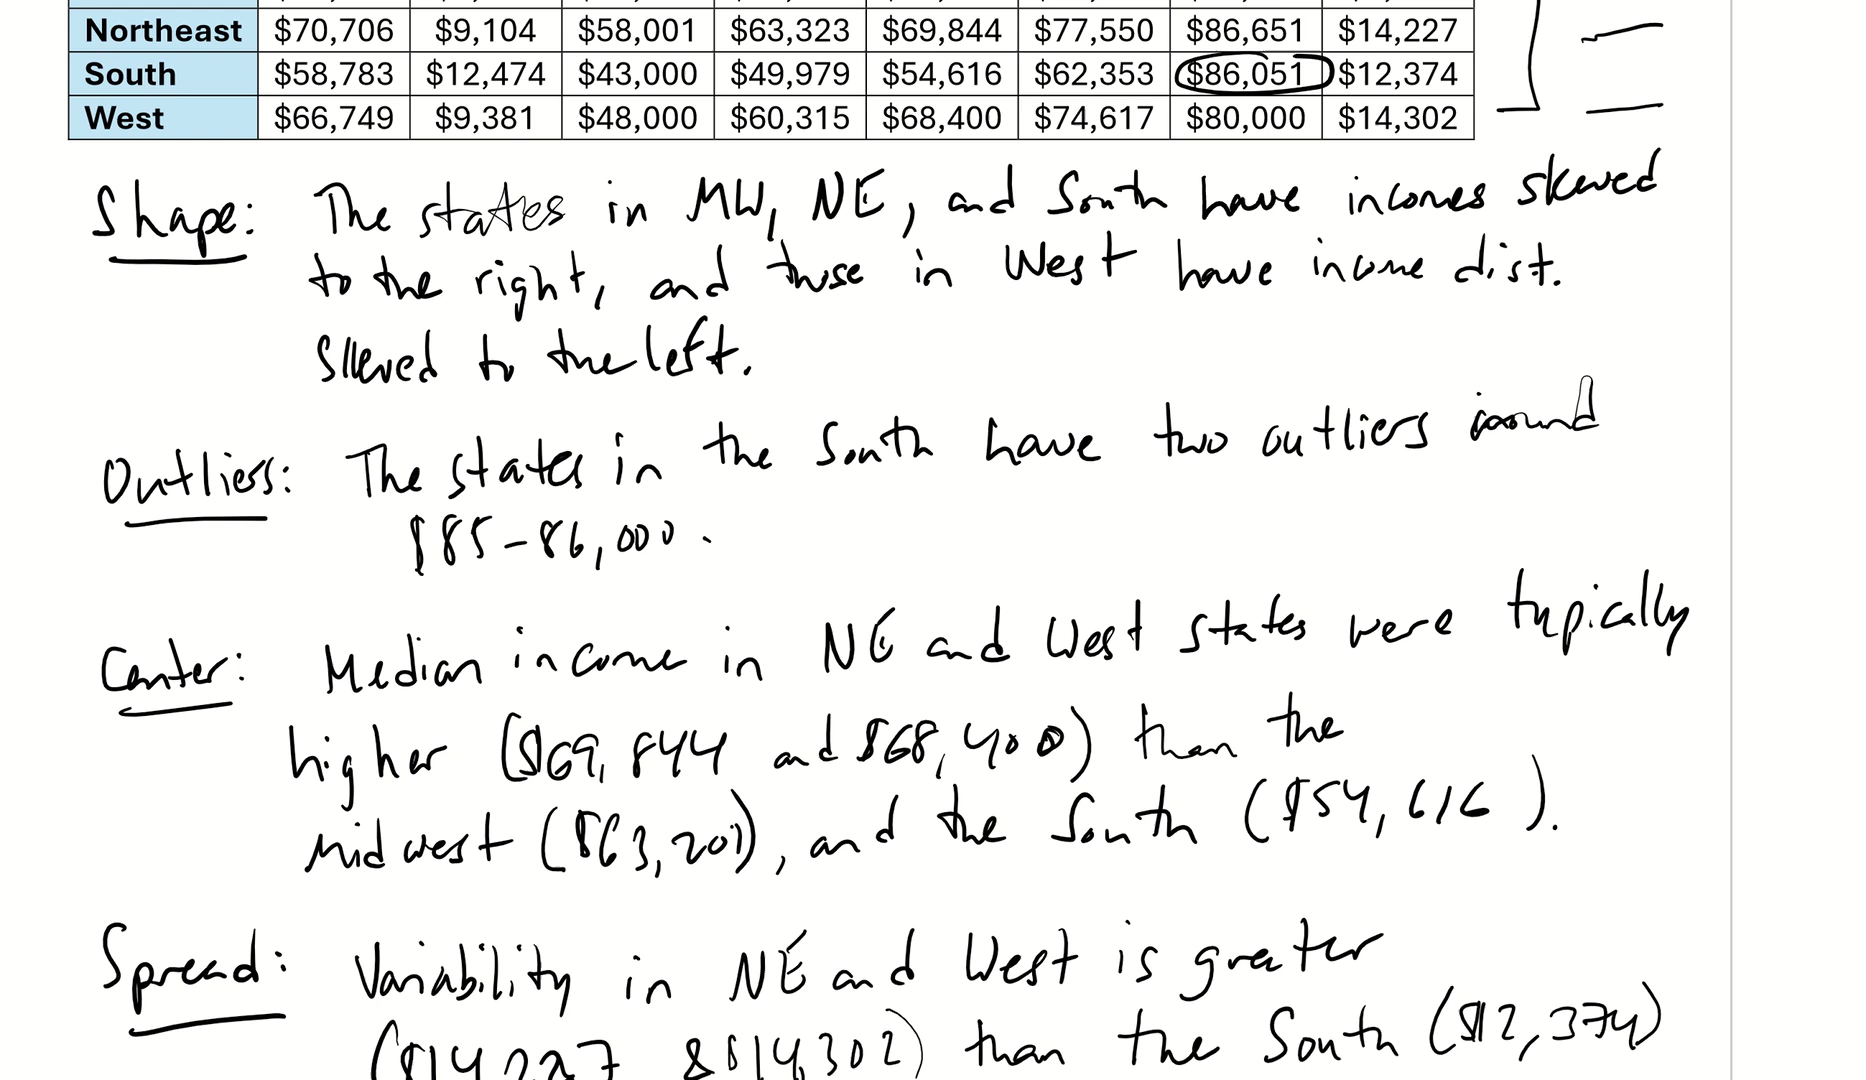 Northeast $70,706 $9,104 $58,001 $63,323 $69,844 $77,550 $86,651 $14,227
South $58,783 $12,474 $43,000 $49,979 $54,616 $62,353 $86,051 $12,374
West $66,749 $9,381 $48,000 $60,315 $68,400 $74,617 $80,000 $14,302
Shape: The states in MW, NE, and South have incomes skewed
to the right, and those in West have income dist.
skewed to the left.
Outliers: The states in the South have two outliers around
$85-86,000.
Center: Median income in NE and West states were typically
higher ($69,844 and $68,400) than the
midwest ($63,201), and the South ($54,616).
Spread: Variability in NE and West is greater
($14,227 & $14,302) than the South ($12,374)